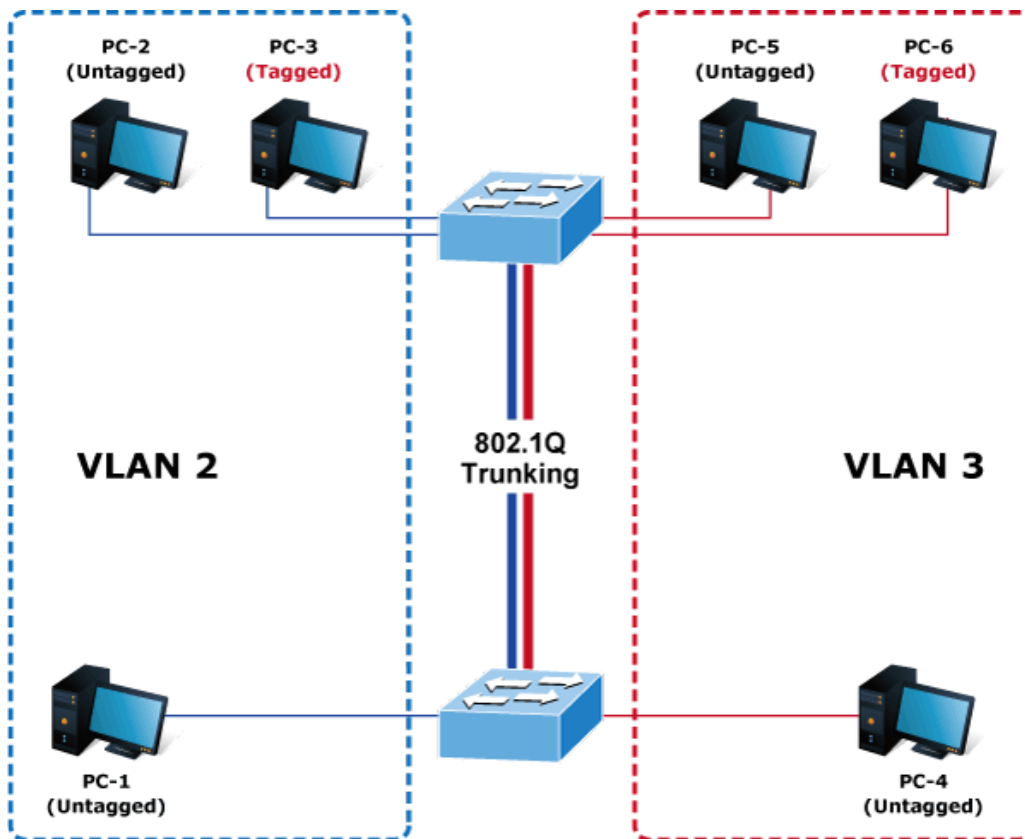 PC-2
(Untagged)
PC-3
(Tagged)
PC-5
(Untagged)
PC-6
(Tagged)
802.1Q
Trunking
VLAN 2
VLAN 3
PC-1
(Untagged)
PC-4
(Untagged)